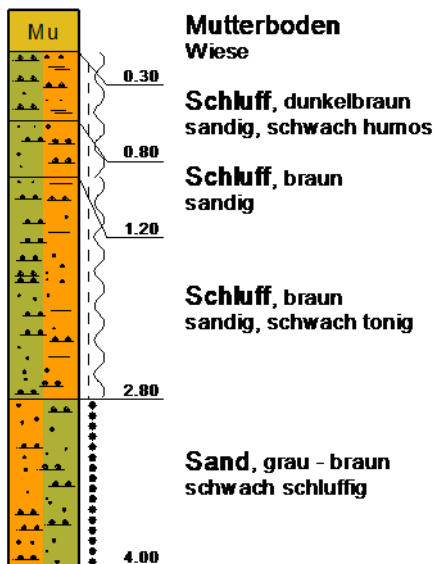 Mu
Mutterboden
Wiese
0.30
Schluff, dunkelbraun
sandig, schwach humos
0.80
Schluff, braun
sandig
1.20
Schluff, braun
sandig, schwach tonig
2.80
Sand, grau - braun
schwach schluffig
4.00